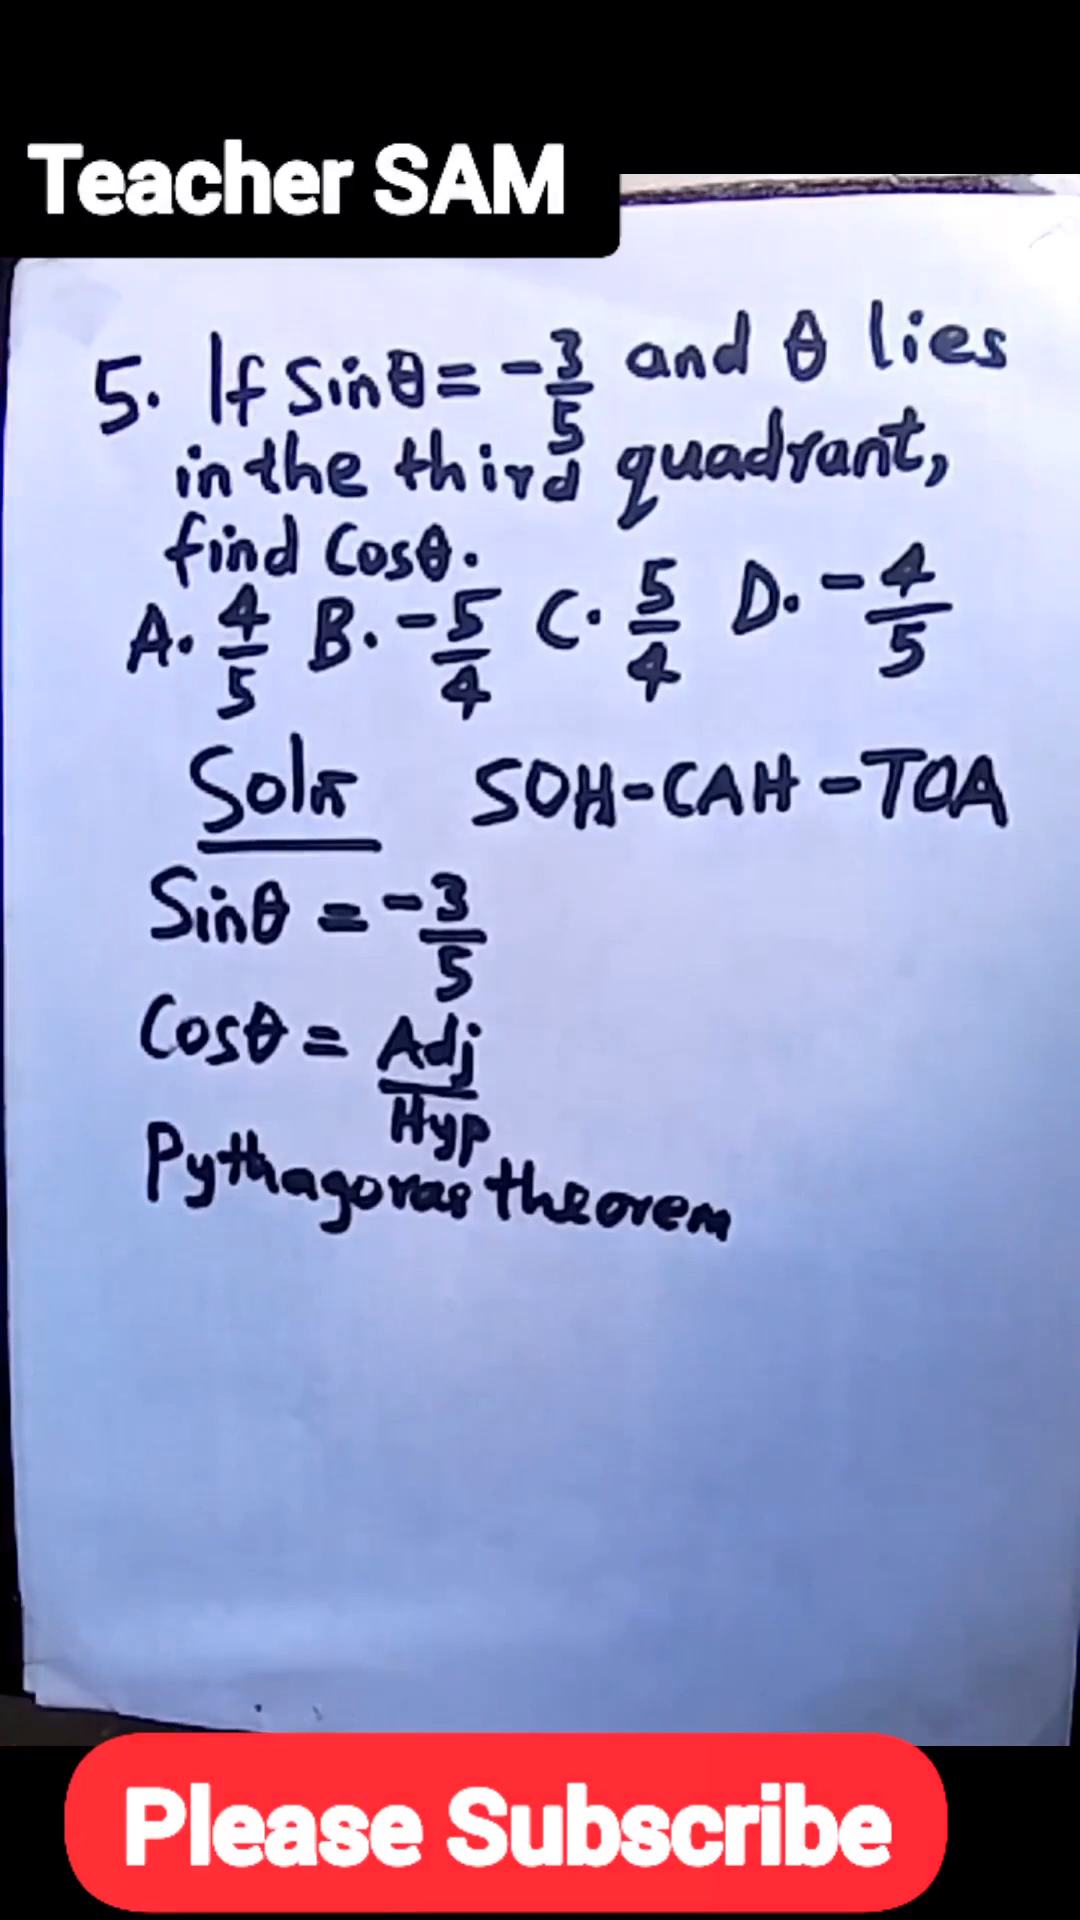 Teacher SAM
5. If Sinθ = -3/5 and θ lies
in the third quadrant,
find Cosθ.
A. 4/5 B. -5/4 C. 5/4 D. -4/5
Soln SOH-CAH-TOA
Sinθ = -3/5
Cosθ = Adj/Hyp
Pythagoras theorem
Please Subscribe